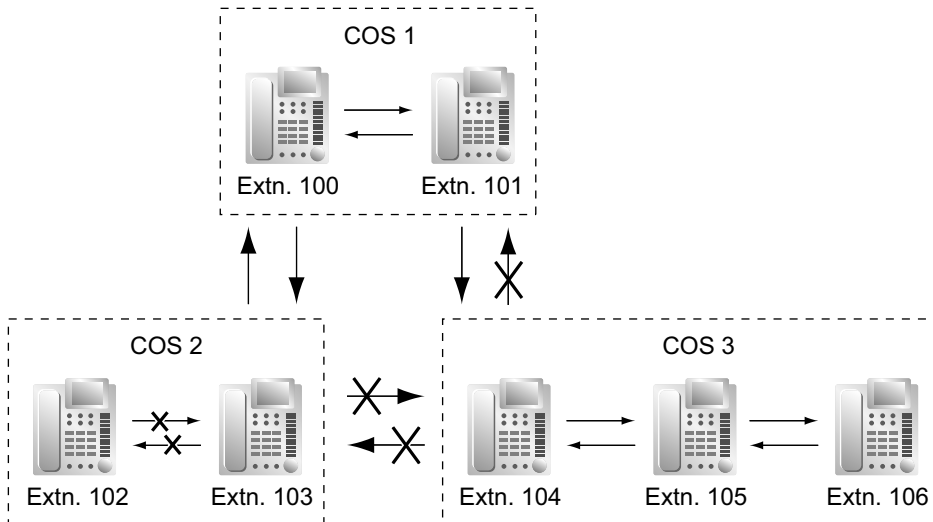 COS 1
Extn. 100 Extn. 101
COS 2 COS 3
Extn. 102 Extn. 103 Extn. 104 Extn. 105 Extn. 106